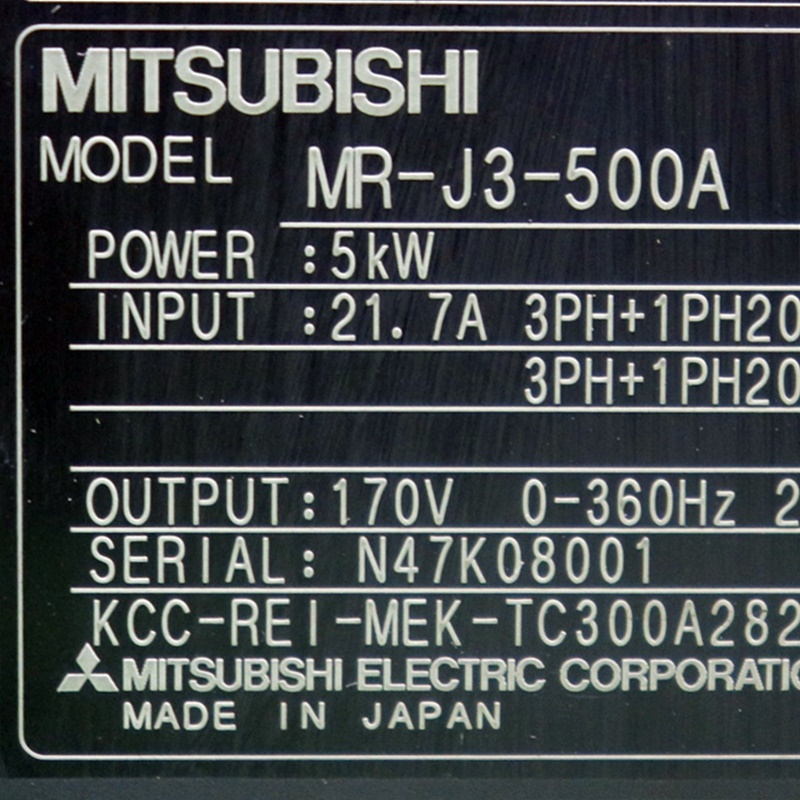 MITSUBISHI
MODEL MR-J3-500A
POWER :5kW
INPUT :21.7A 3PH+1PH20
3PH+1PH20
OUTPUT:170V 0-360Hz 2
SERIAL: N47K08001
KCC-REI-MEK-TC300A282
MITSUBISHI ELECTRIC CORPORATIO
MADE IN JAPAN